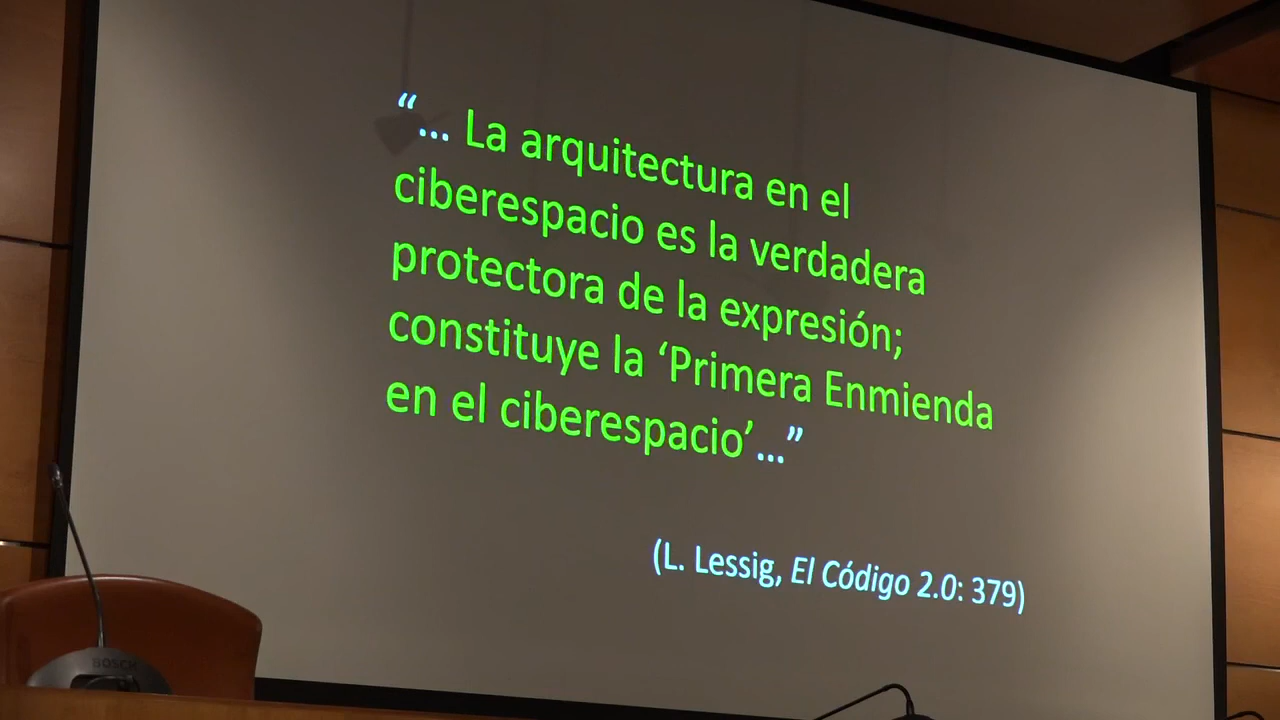 “... La arquitectura en el
ciberespacio es la verdadera
protectora de la expresión;
constituye la ‘Primera Enmienda
en el ciberespacio’...”
(L. Lessig, El Código 2.0: 379)
BOSCH